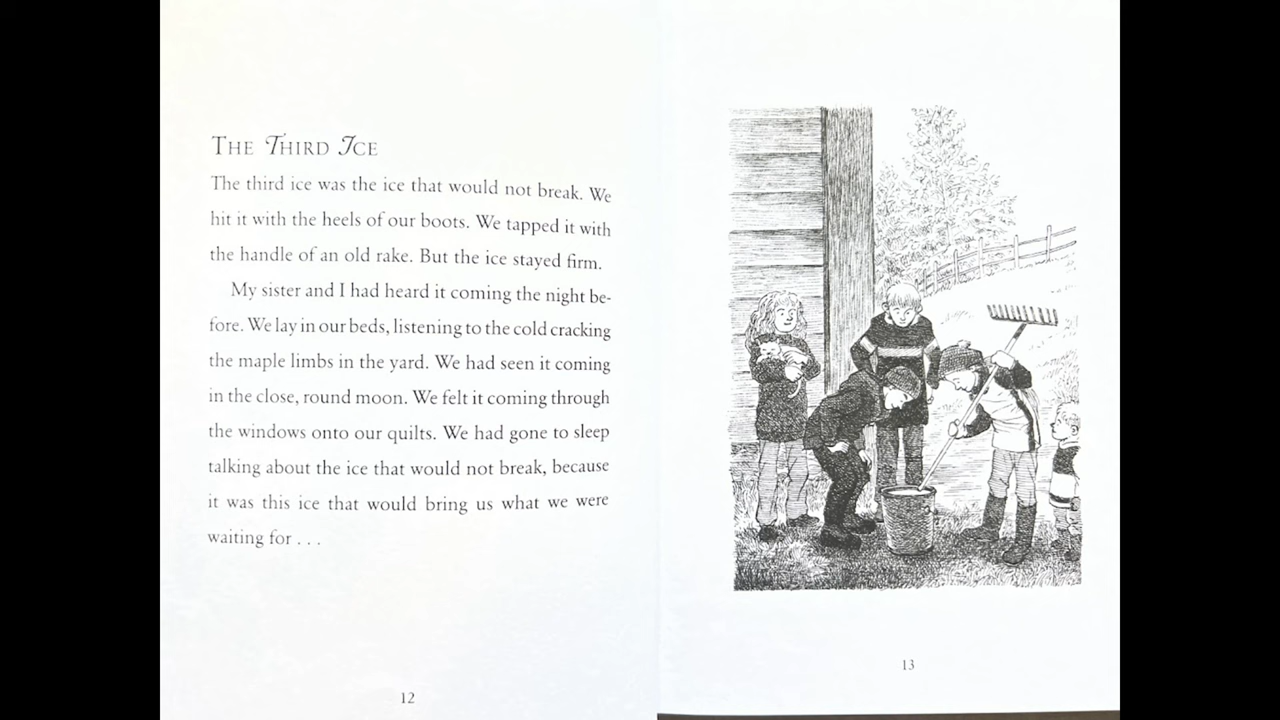 THE THIRD ICE
The third ice was the ice that would not break. We
hit it with the heels of our boots. We tapped it with
the handle of an old rake. But the ice stayed firm.
My sister and I had heard it coming the night be-
fore. We lay in our beds, listening to the cold cracking
the maple limbs in the yard. We had seen it coming
in the close, round moon. We felt it coming through
the windows onto our quilts. We had gone to sleep
talking about the ice that would not break, because
it was this ice that would bring us what we were
waiting for . . .
12
13